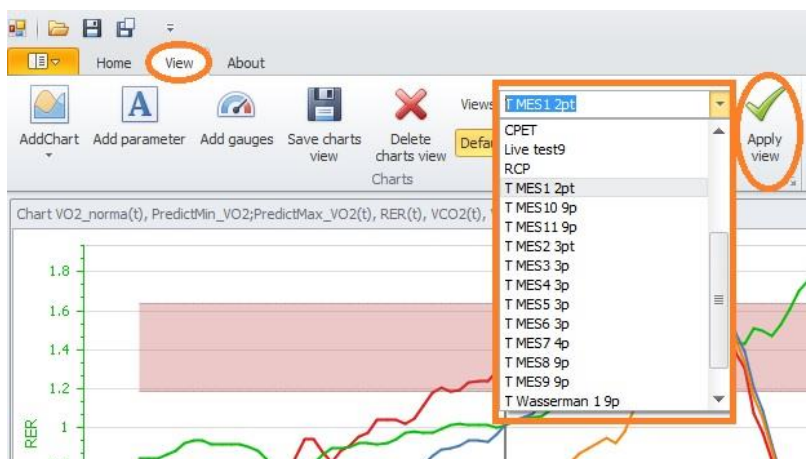 Home View About
AddChart
Add parameter
Add gauges
Save charts
view
Delete
charts view
Charts
Views
T MES1 2pt
CPET
Live test9
RCP
T MES1 2pt
T MES10 9p
T MES11 9p
T MES2 3pt
T MES3 3p
T MES4 3p
T MES5 3p
T MES6 3p
T MES7 4p
T MES8 9p
T MES9 9p
T Wasserman 1 9p
Apply
view
Chart VO2_norma(t), PredictMin_VO2;PredictMax_VO2(t), RER(t), VCO2(t),
1.8
1.6
1.4
1.2
1
RER